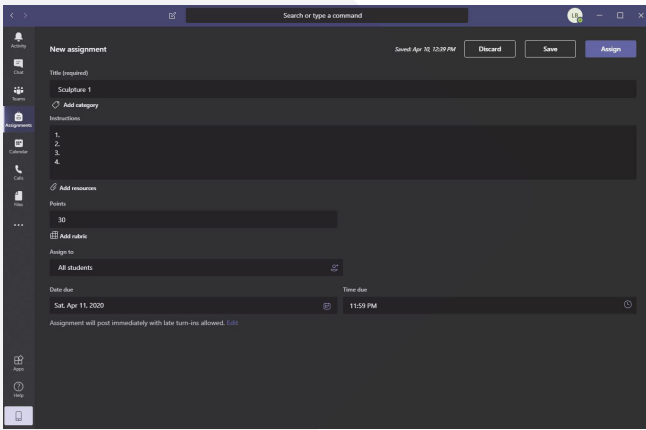 Search or type a command
LR
Activity
Chat
Teams
Assignments
Calendar
Calls
Files
Apps
Help
New assignment
Saved: Apr 10, 12:39 PM
Discard
Save
Assign
Title (required)
Sculpture 1
Add category
Instructions
1.
2.
3.
4.
Add resources
Points
30
Add rubric
Assign to
All students
Date due
Time due
Sat, Apr 11, 2020
11:59 PM
Assignment will post immediately with late turn-ins allowed. Edit